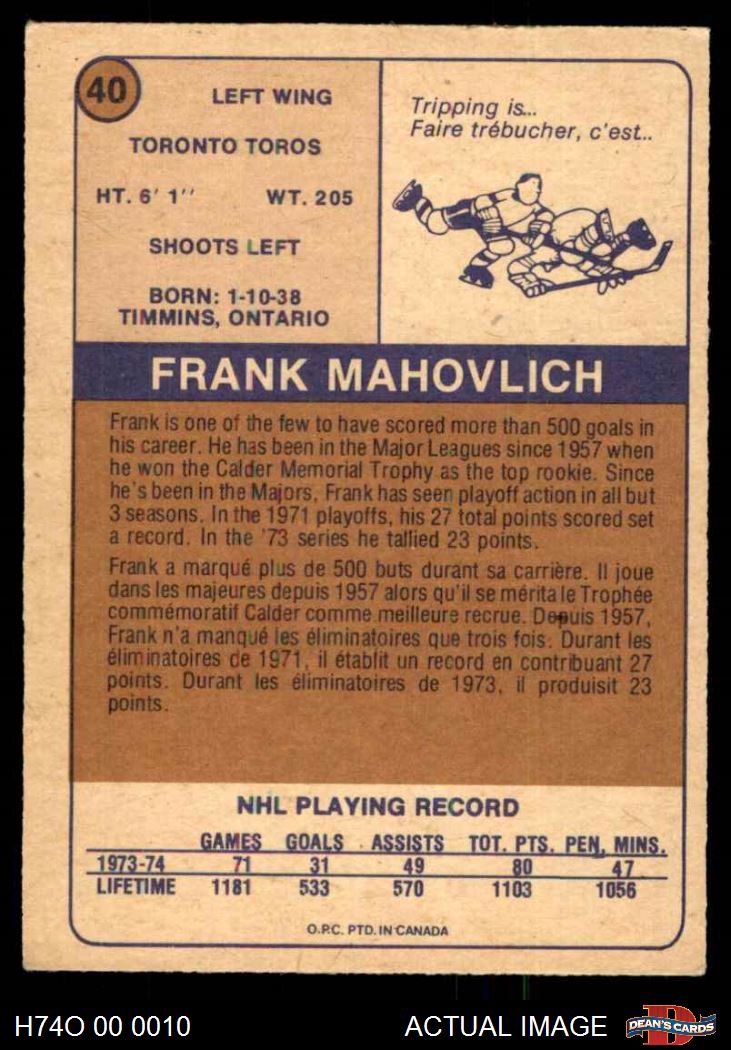 40
LEFT WING
TORONTO TOROS
HT. 6' 1'' WT. 205
SHOOTS LEFT
BORN: 1-10-38
TIMMINS, ONTARIO
Tripping is...
Faire trébucher, c'est..
FRANK MAHOVLICH
Frank is one of the few to have scored more than 500 goals in
his career. He has been in the Major Leagues since 1957 when
he won the Calder Memorial Trophy as the top rookie. Since
he's been in the Majors, Frank has seen playoff action in all but
3 seasons. In the 1971 playoffs, his 27 total points scored set
a record. In the '73 series he tallied 23 points.
Frank a marqué plus de 500 buts durant sa carrière. Il joue
dans les majeures depuis 1957 alors qu'il se mérita le Trophée
commémoratif Calder comme meilleure recrue. Depuis 1957,
Frank n'a manqué les éliminatoires que trois fois. Durant les
éliminatoires de 1971, il établit un record en contribuant 27
points. Durant les éliminatoires de 1973, il produisit 23
points.
NHL PLAYING RECORD
GAMES GOALS ASSISTS TOT. PTS. PEN. MINS.
1973-74 71 31 49 80 47
LIFETIME 1181 533 570 1103 1056
O.P.C. PTD. IN CANADA
H74O 00 0010 ACTUAL IMAGE D DEAN'S CARDS